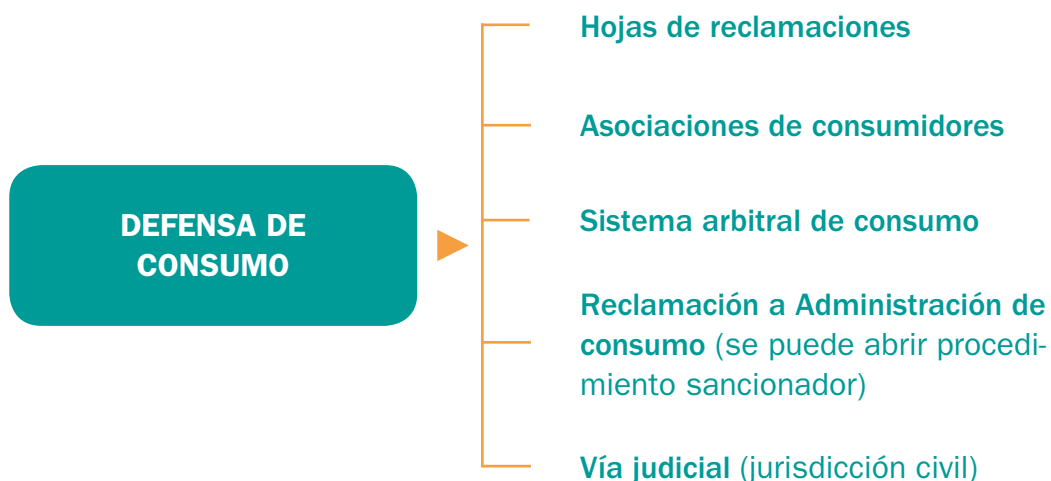 DEFENSA DE
CONSUMO
Hojas de reclamaciones
Asociaciones de consumidores
Sistema arbitral de consumo
Reclamación a Administración de
consumo (se puede abrir procedi-
miento sancionador)
Vía judicial (jurisdicción civil)